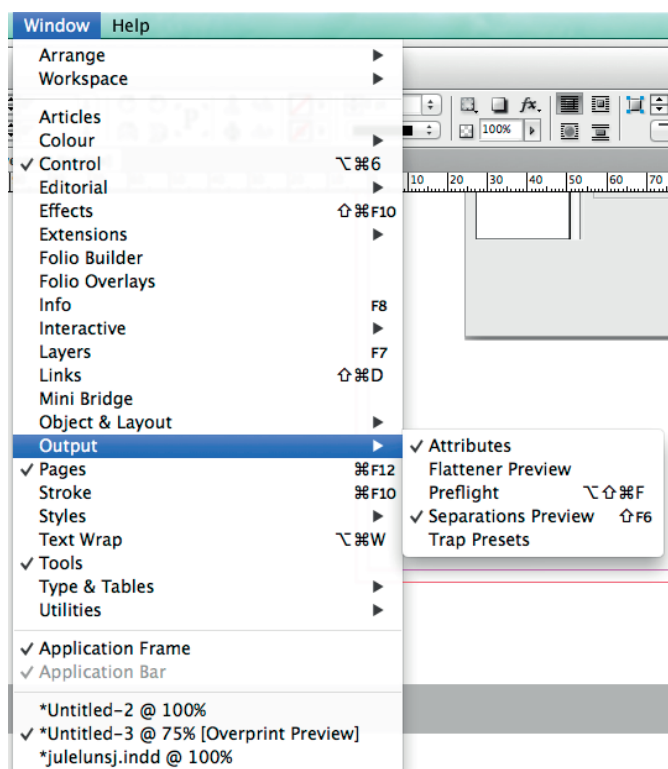 Window Help
Arrange
Workspace
Articles
Colour
Control ⌥⌘6
Editorial
Effects ⇧⌘F10
Extensions
Folio Builder
Folio Overlays
Info F8
Interactive
Layers F7
Links ⇧⌘D
Mini Bridge
Object & Layout
Output
Pages ⌘F12
Stroke ⌘F10
Styles
Text Wrap ⌥⌘W
Tools
Type & Tables
Utilities
Application Frame
Application Bar
*Untitled-2 @ 100%
*Untitled-3 @ 75% [Overprint Preview]
*julelunsj.indd @ 100%
fx.
100%
10 20 30 40 50 60 70
Attributes
Flattener Preview
Preflight ⌥⇧⌘F
Separations Preview ⇧F6
Trap Presets